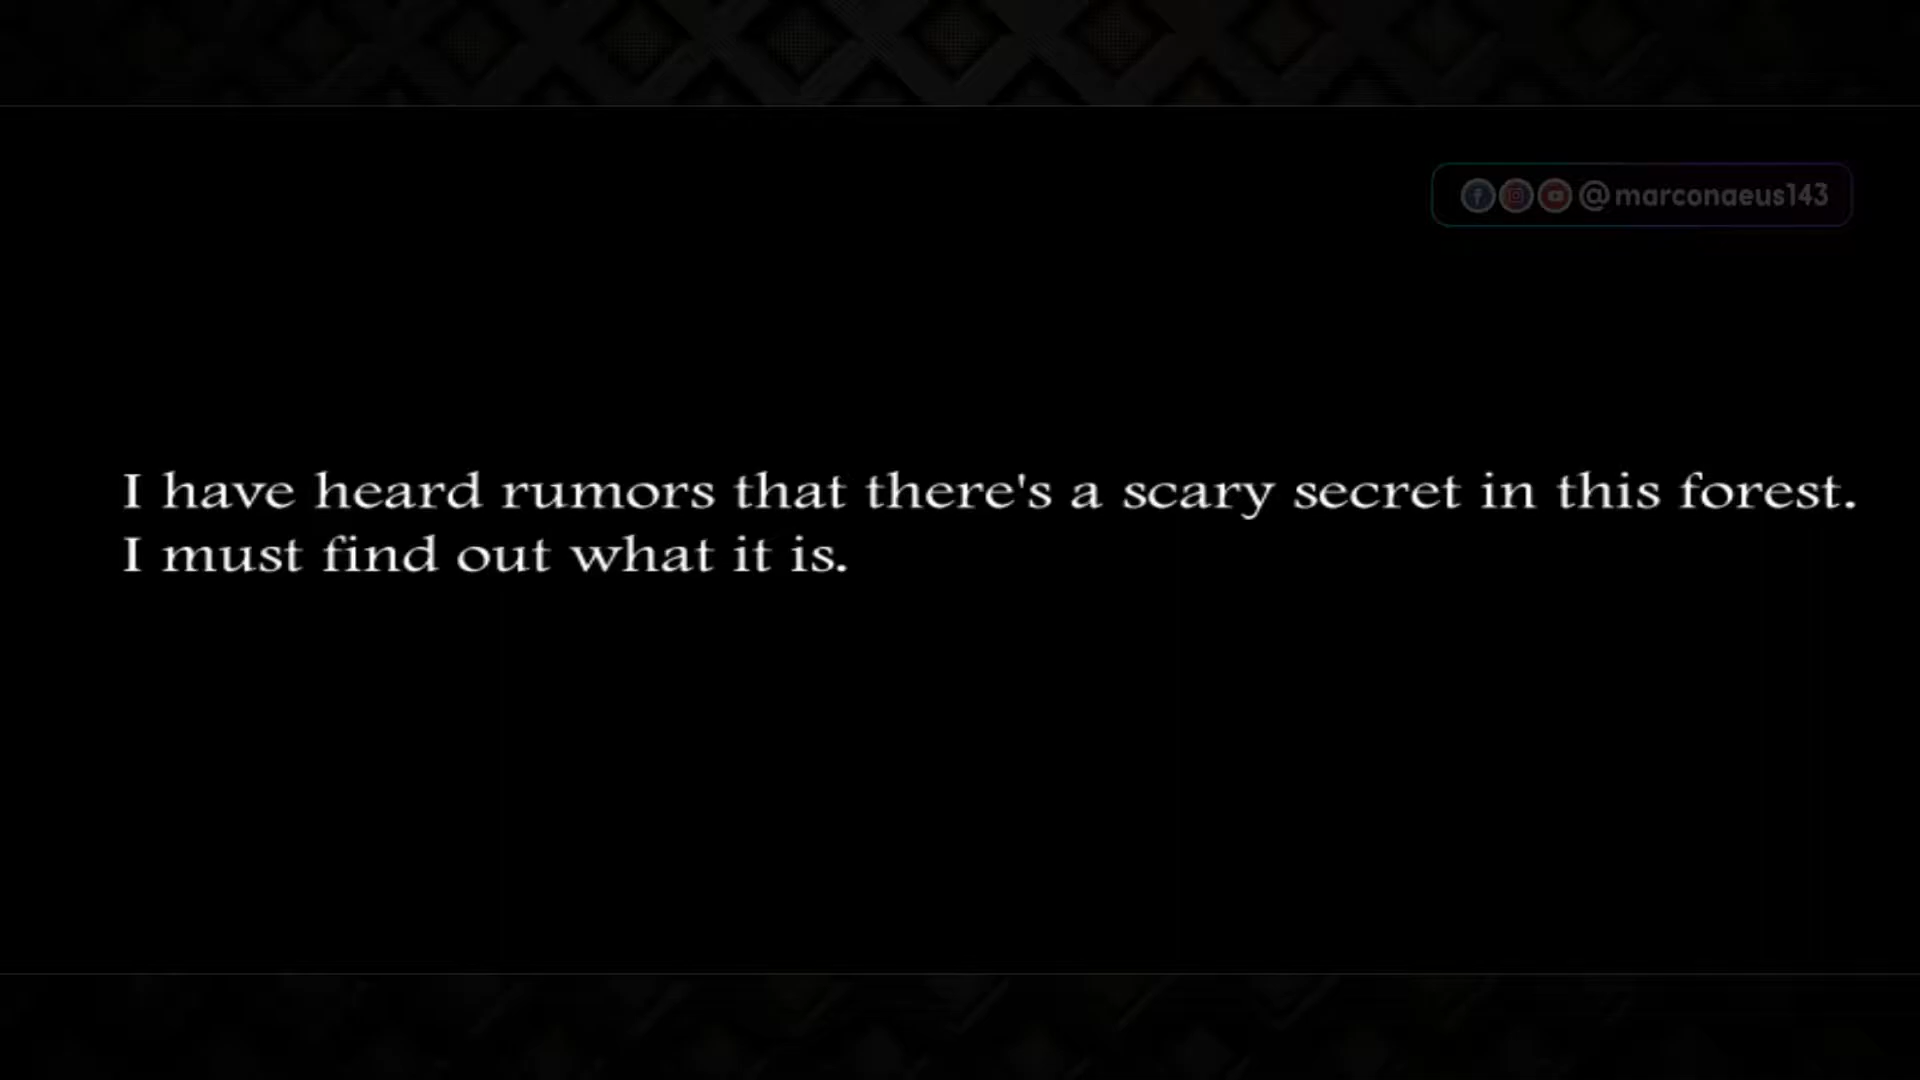 @marconaeus143
I have heard rumors that there's a scary secret in this forest.
I must find out what it is.